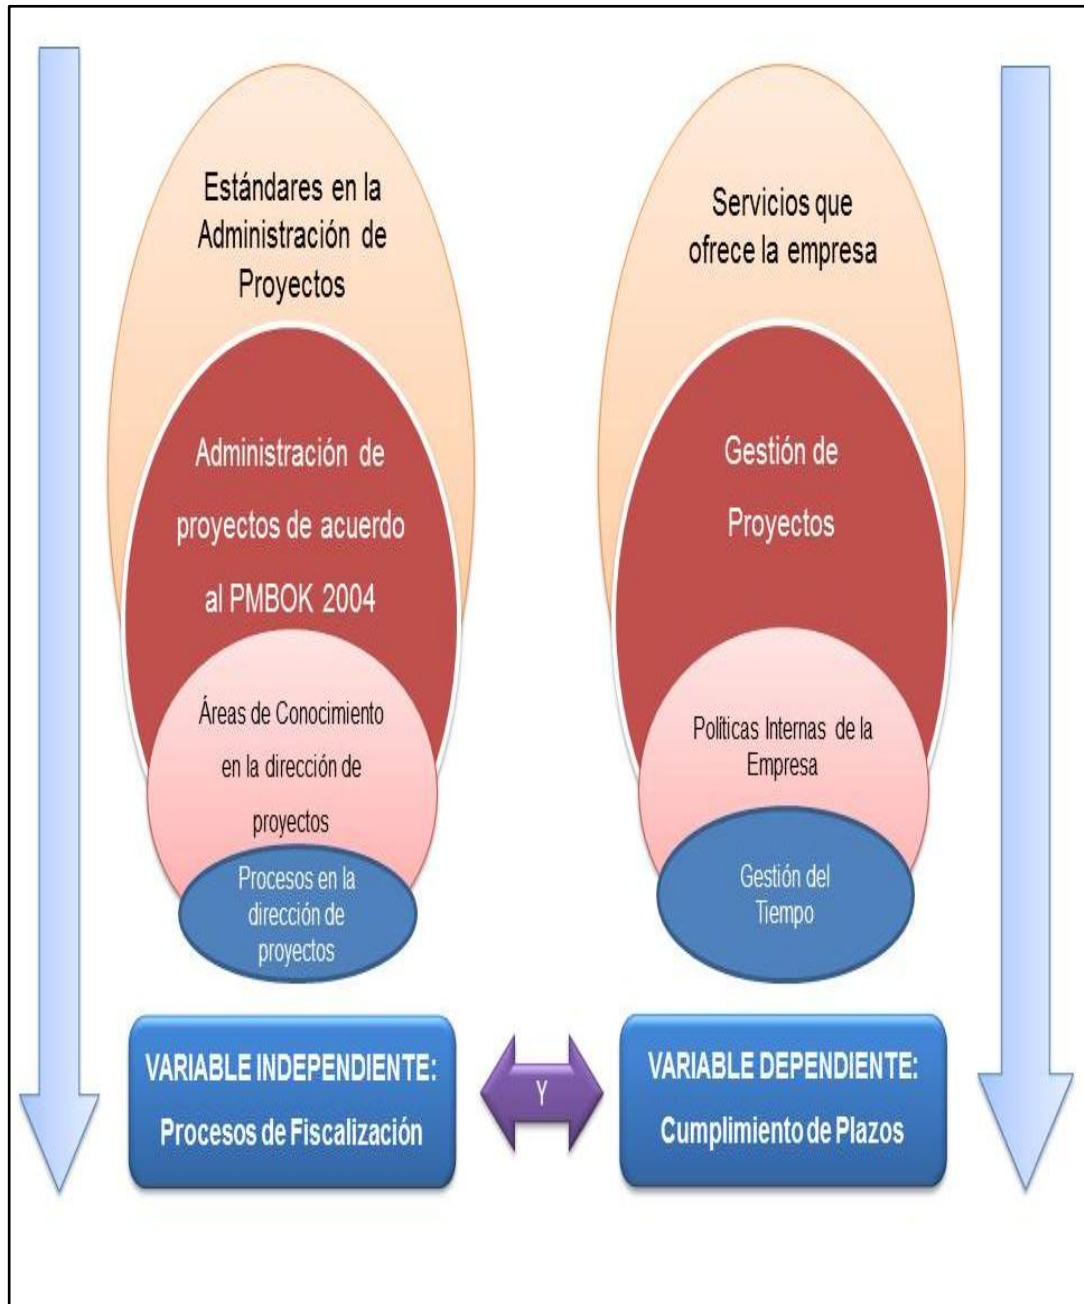 Estándares en la
Administración de
Proyectos
Administración de
proyectos de acuerdo
al PMBOK 2004
Áreas de Conocimiento
en la dirección de
proyectos
Procesos en la
dirección de
proyectos
VARIABLE INDEPENDIENTE:
Procesos de Fiscalización
Y
Servicios que
ofrece la empresa
Gestión de
Proyectos
Políticas Internas de la
Empresa
Gestión del
Tiempo
VARIABLE DEPENDIENTE:
Cumplimiento de Plazos